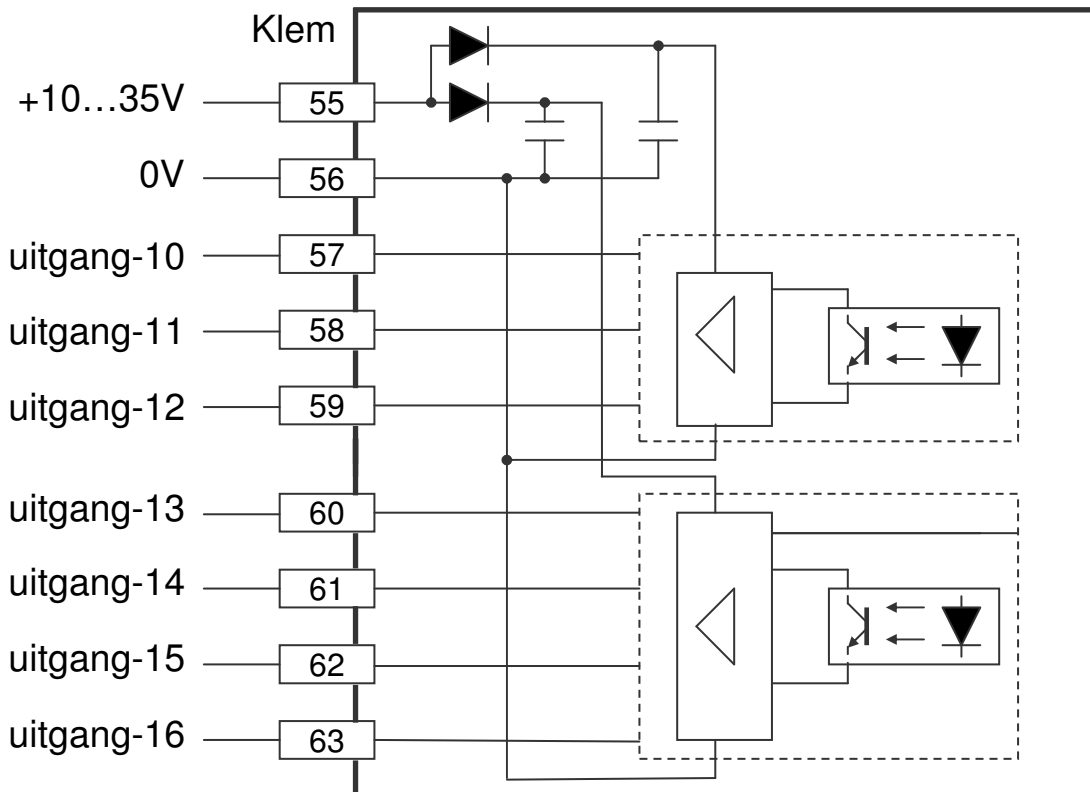 Klem
+10…35V 55
0V 56
uitgang-10 57
uitgang-11 58
uitgang-12 59
uitgang-13 60
uitgang-14 61
uitgang-15 62
uitgang-16 63